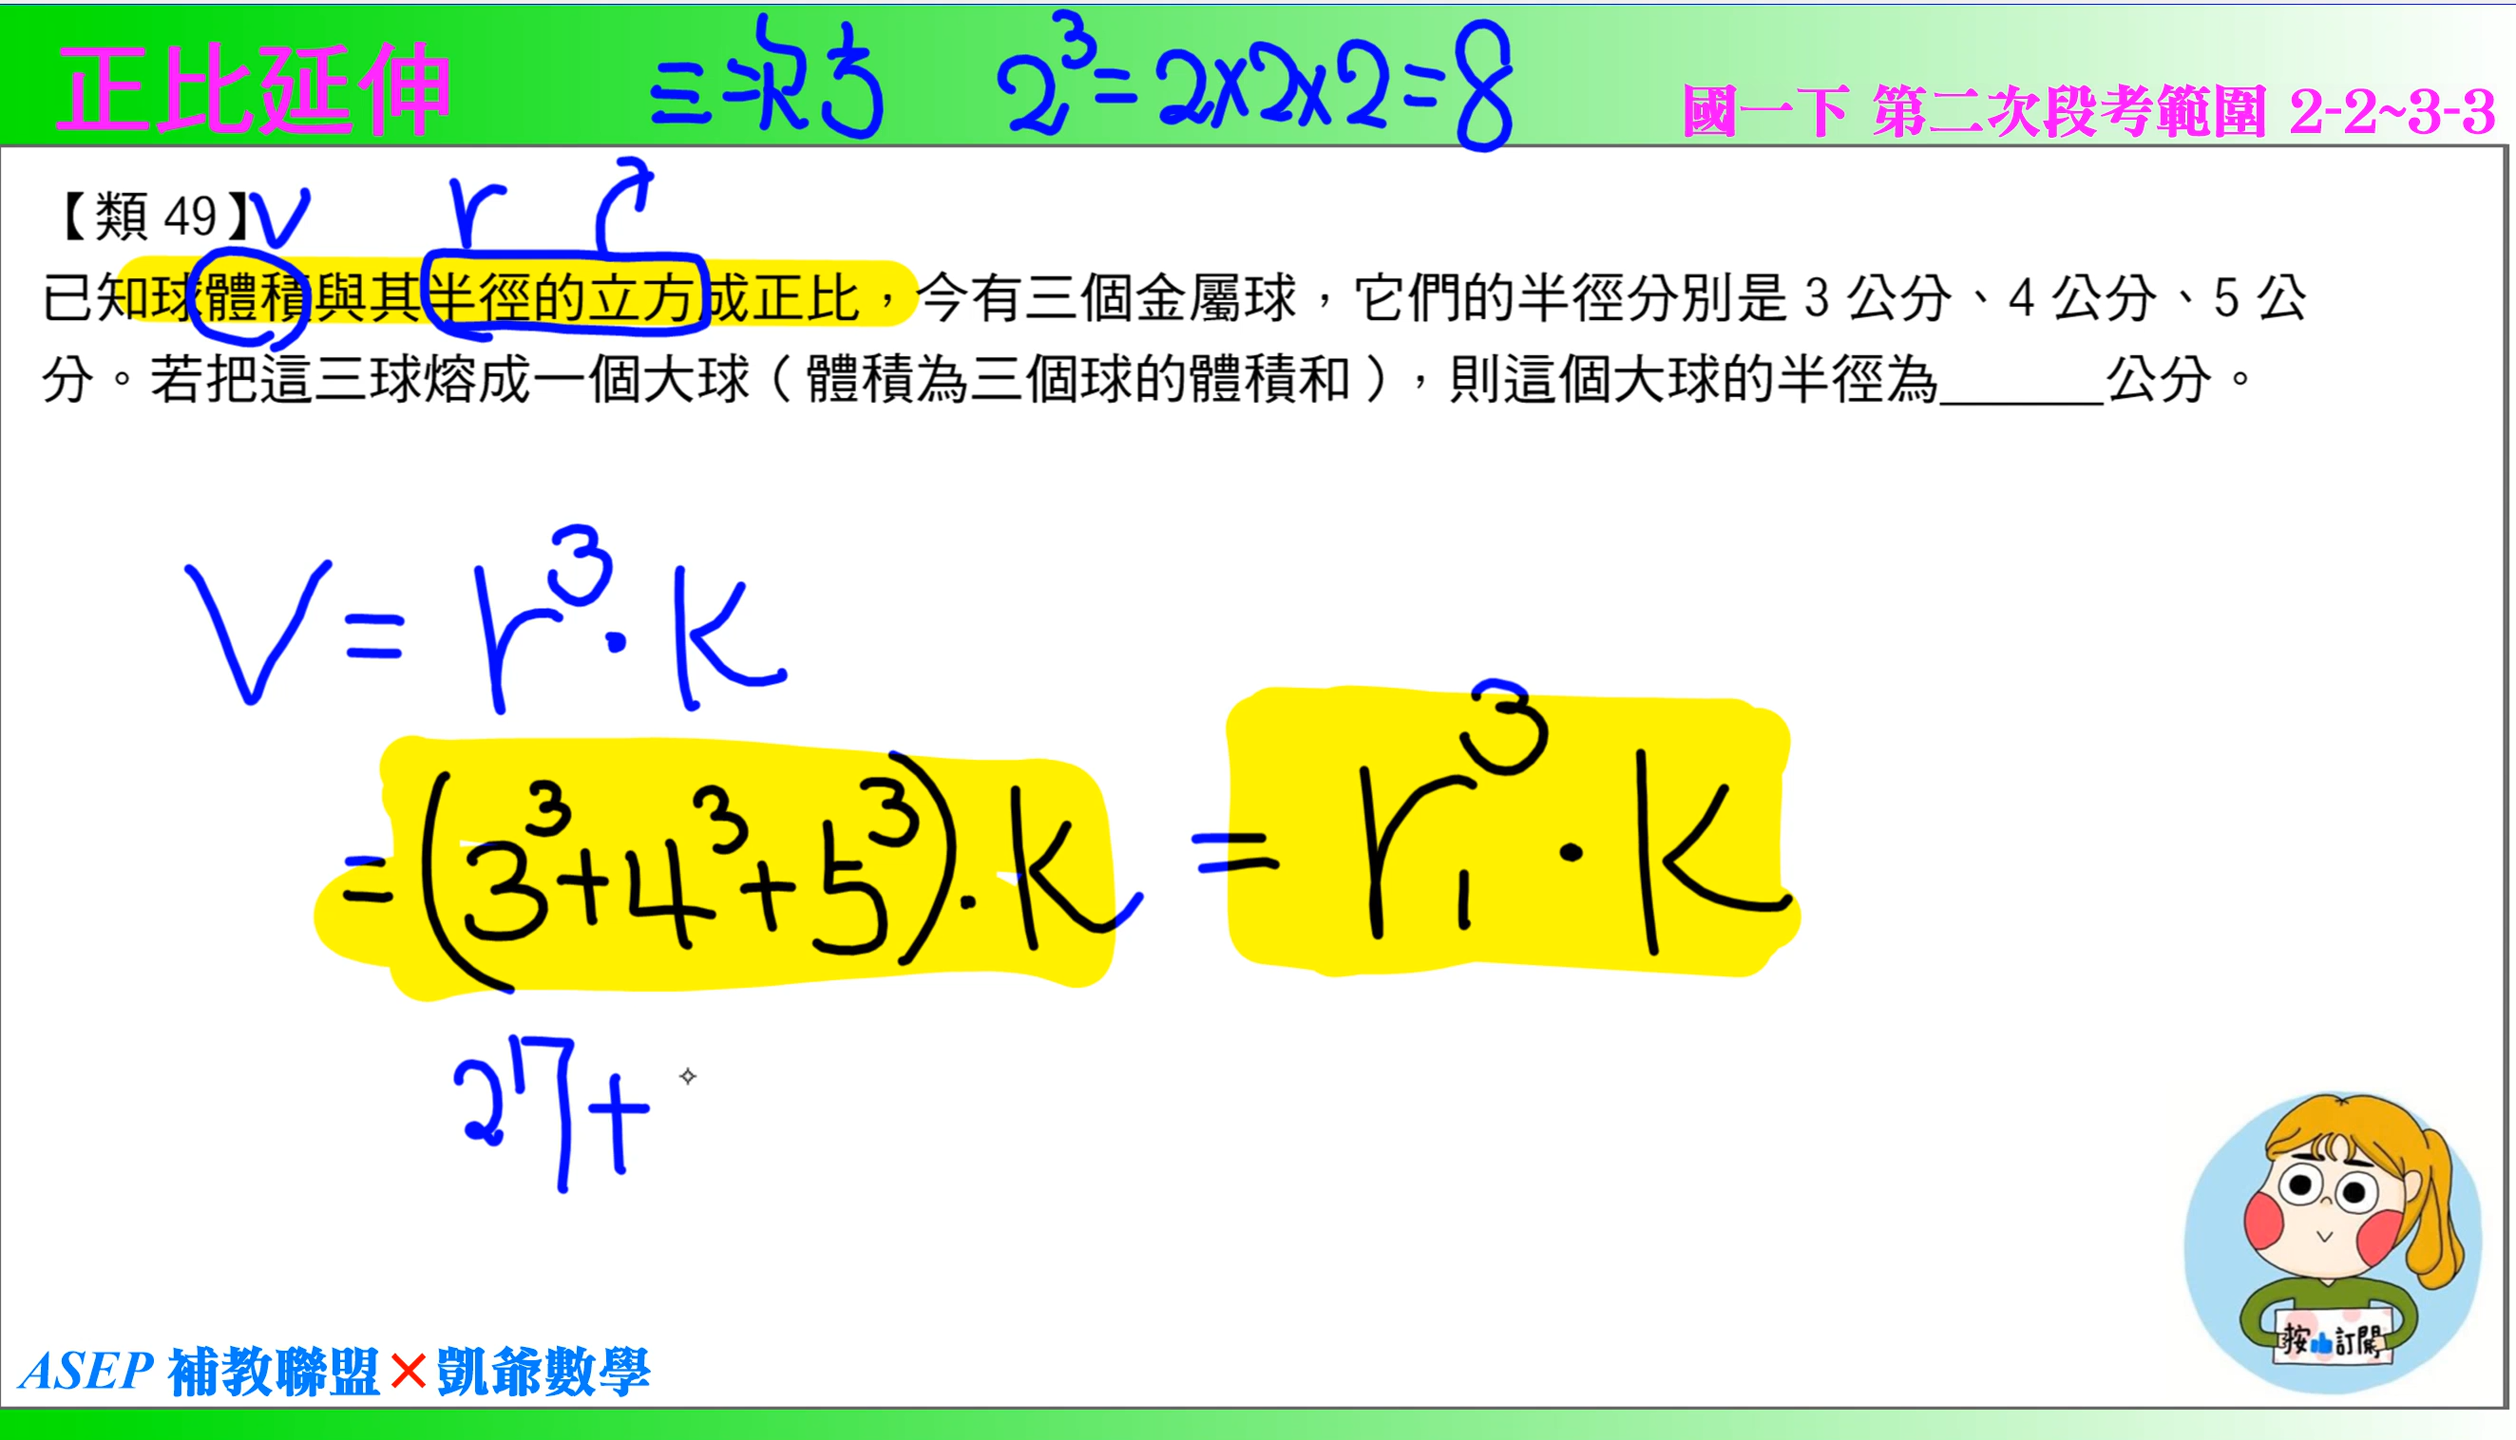 正比延伸
三=次方 2³=2x2x2=8
國一下 第二次段考範圍 2-2~3-3
【類 49】
V r
已知球體積與其半徑的立方成正比，今有三個金屬球，它們的半徑分別是 3 公分、4 公分、5 公
分。若把這三球熔成一個大球（體積為三個球的體積和），則這個大球的半徑為______公分。
V=r³·k
=(3³+4³+5³)·k=r₁³·k
27+
按 訂閱
ASEP 補教聯盟×凱爺數學